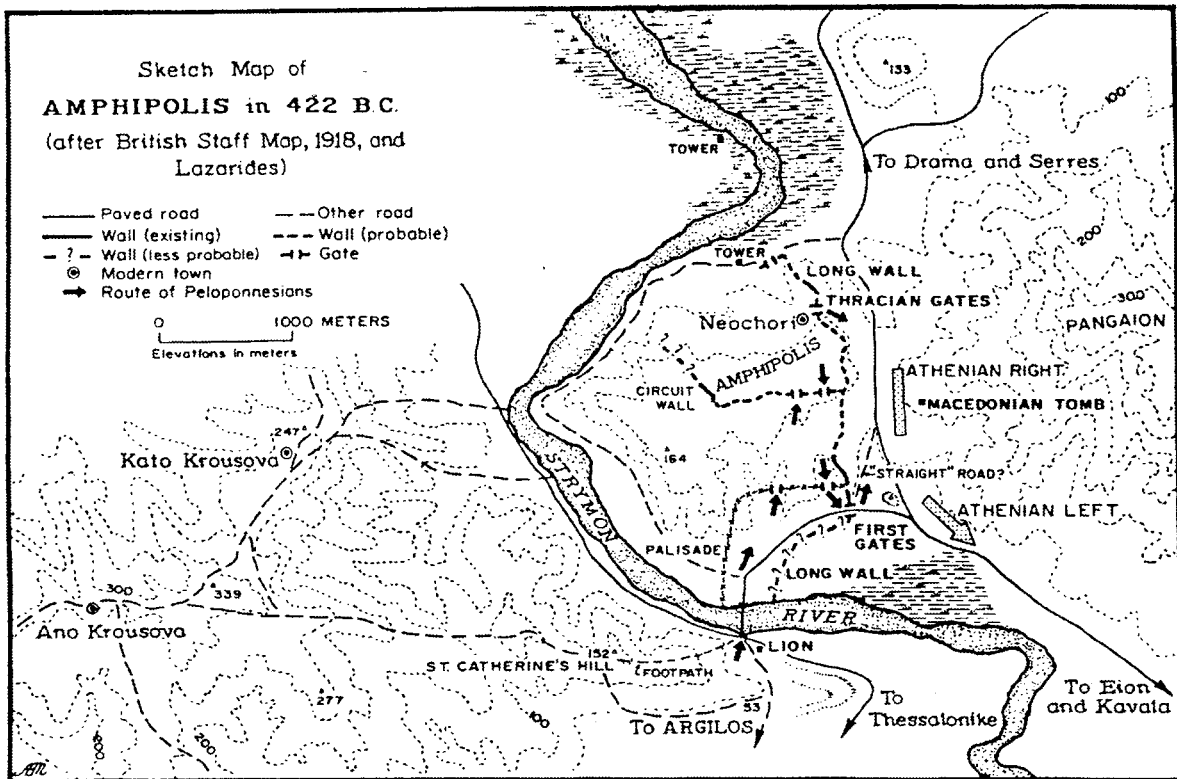 Sketch Map of
AMPHIPOLIS in 422 B.C.
(after British Staff Map, 1918, and
Lazarides)
Paved road
Other road
Wall (existing)
Wall (probable)
? Wall (less probable)
Gate
Modern town
Route of Peloponnesians
0 1000 METERS
Elevations in meters
133
100
TOWER
To Drama and Serres
200
TOWER
LONG WALL
THRACIAN GATES
300
Neochori
PANGAION
AMPHIPOLIS
ATHENIAN RIGHT
CIRCUIT
WALL
MACEDONIAN TOMB
247
Kato Krousova
164
STRYMON
"STRAIGHT" ROAD?
ATHENIAN LEFT
FIRST
GATES
PALISADE
LONG WALL
300
339
Ano Krousova
RIVER
152
ST. CATHERINE'S HILL
FOOTPATH
LION
277
53
100
To ARGILOS
To
Thessalonike
To Eion
and Kavala
200
300